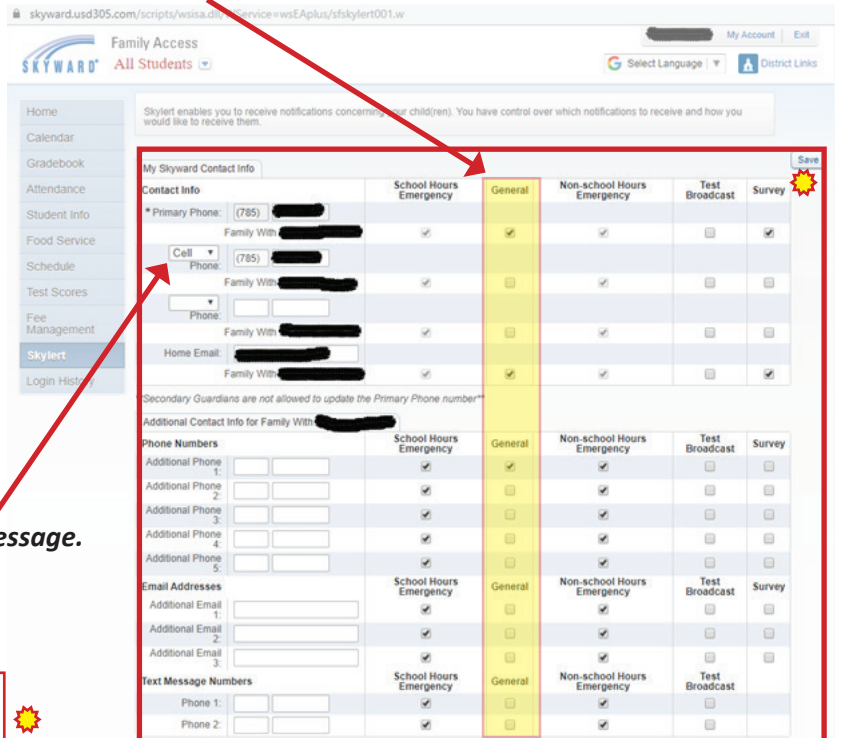 skyward.usd305.com/scripts/wsisa.dll/WService=wsEAplus/sfskylert001.w
My Account Exit
SKYWARD
Family Access
All Students
Select Language
District Links
Home
Calendar
Gradebook
Attendance
Student Info
Food Service
Schedule
Test Scores
Fee Management
Skylert
Login History
Skylert enables you to receive notifications concerning your child(ren). You have control over which notifications to receive and how you
would like to receive them.
Save
My Skyward Contact Info
Contact Info School Hours Emergency General Non-school Hours Emergency Test Broadcast Survey
* Primary Phone: (785)
Family With
Cell Phone: (785)
Family With
Phone:
Family With
Home Email:
Family With
*Secondary Guardians are not allowed to update the Primary Phone number**
Additional Contact Info for Family With
Phone Numbers School Hours Emergency General Non-school Hours Emergency Test Broadcast Survey
Additional Phone 1:
Additional Phone 2:
Additional Phone 3:
Additional Phone 4:
Additional Phone 5:
Email Addresses School Hours Emergency General Non-school Hours Emergency Test Broadcast Survey
Additional Email 1:
Additional Email 2:
Additional Email 3:
Text Message Numbers School Hours Emergency General Non-school Hours Emergency Test Broadcast
Phone 1:
Phone 2:
essage.